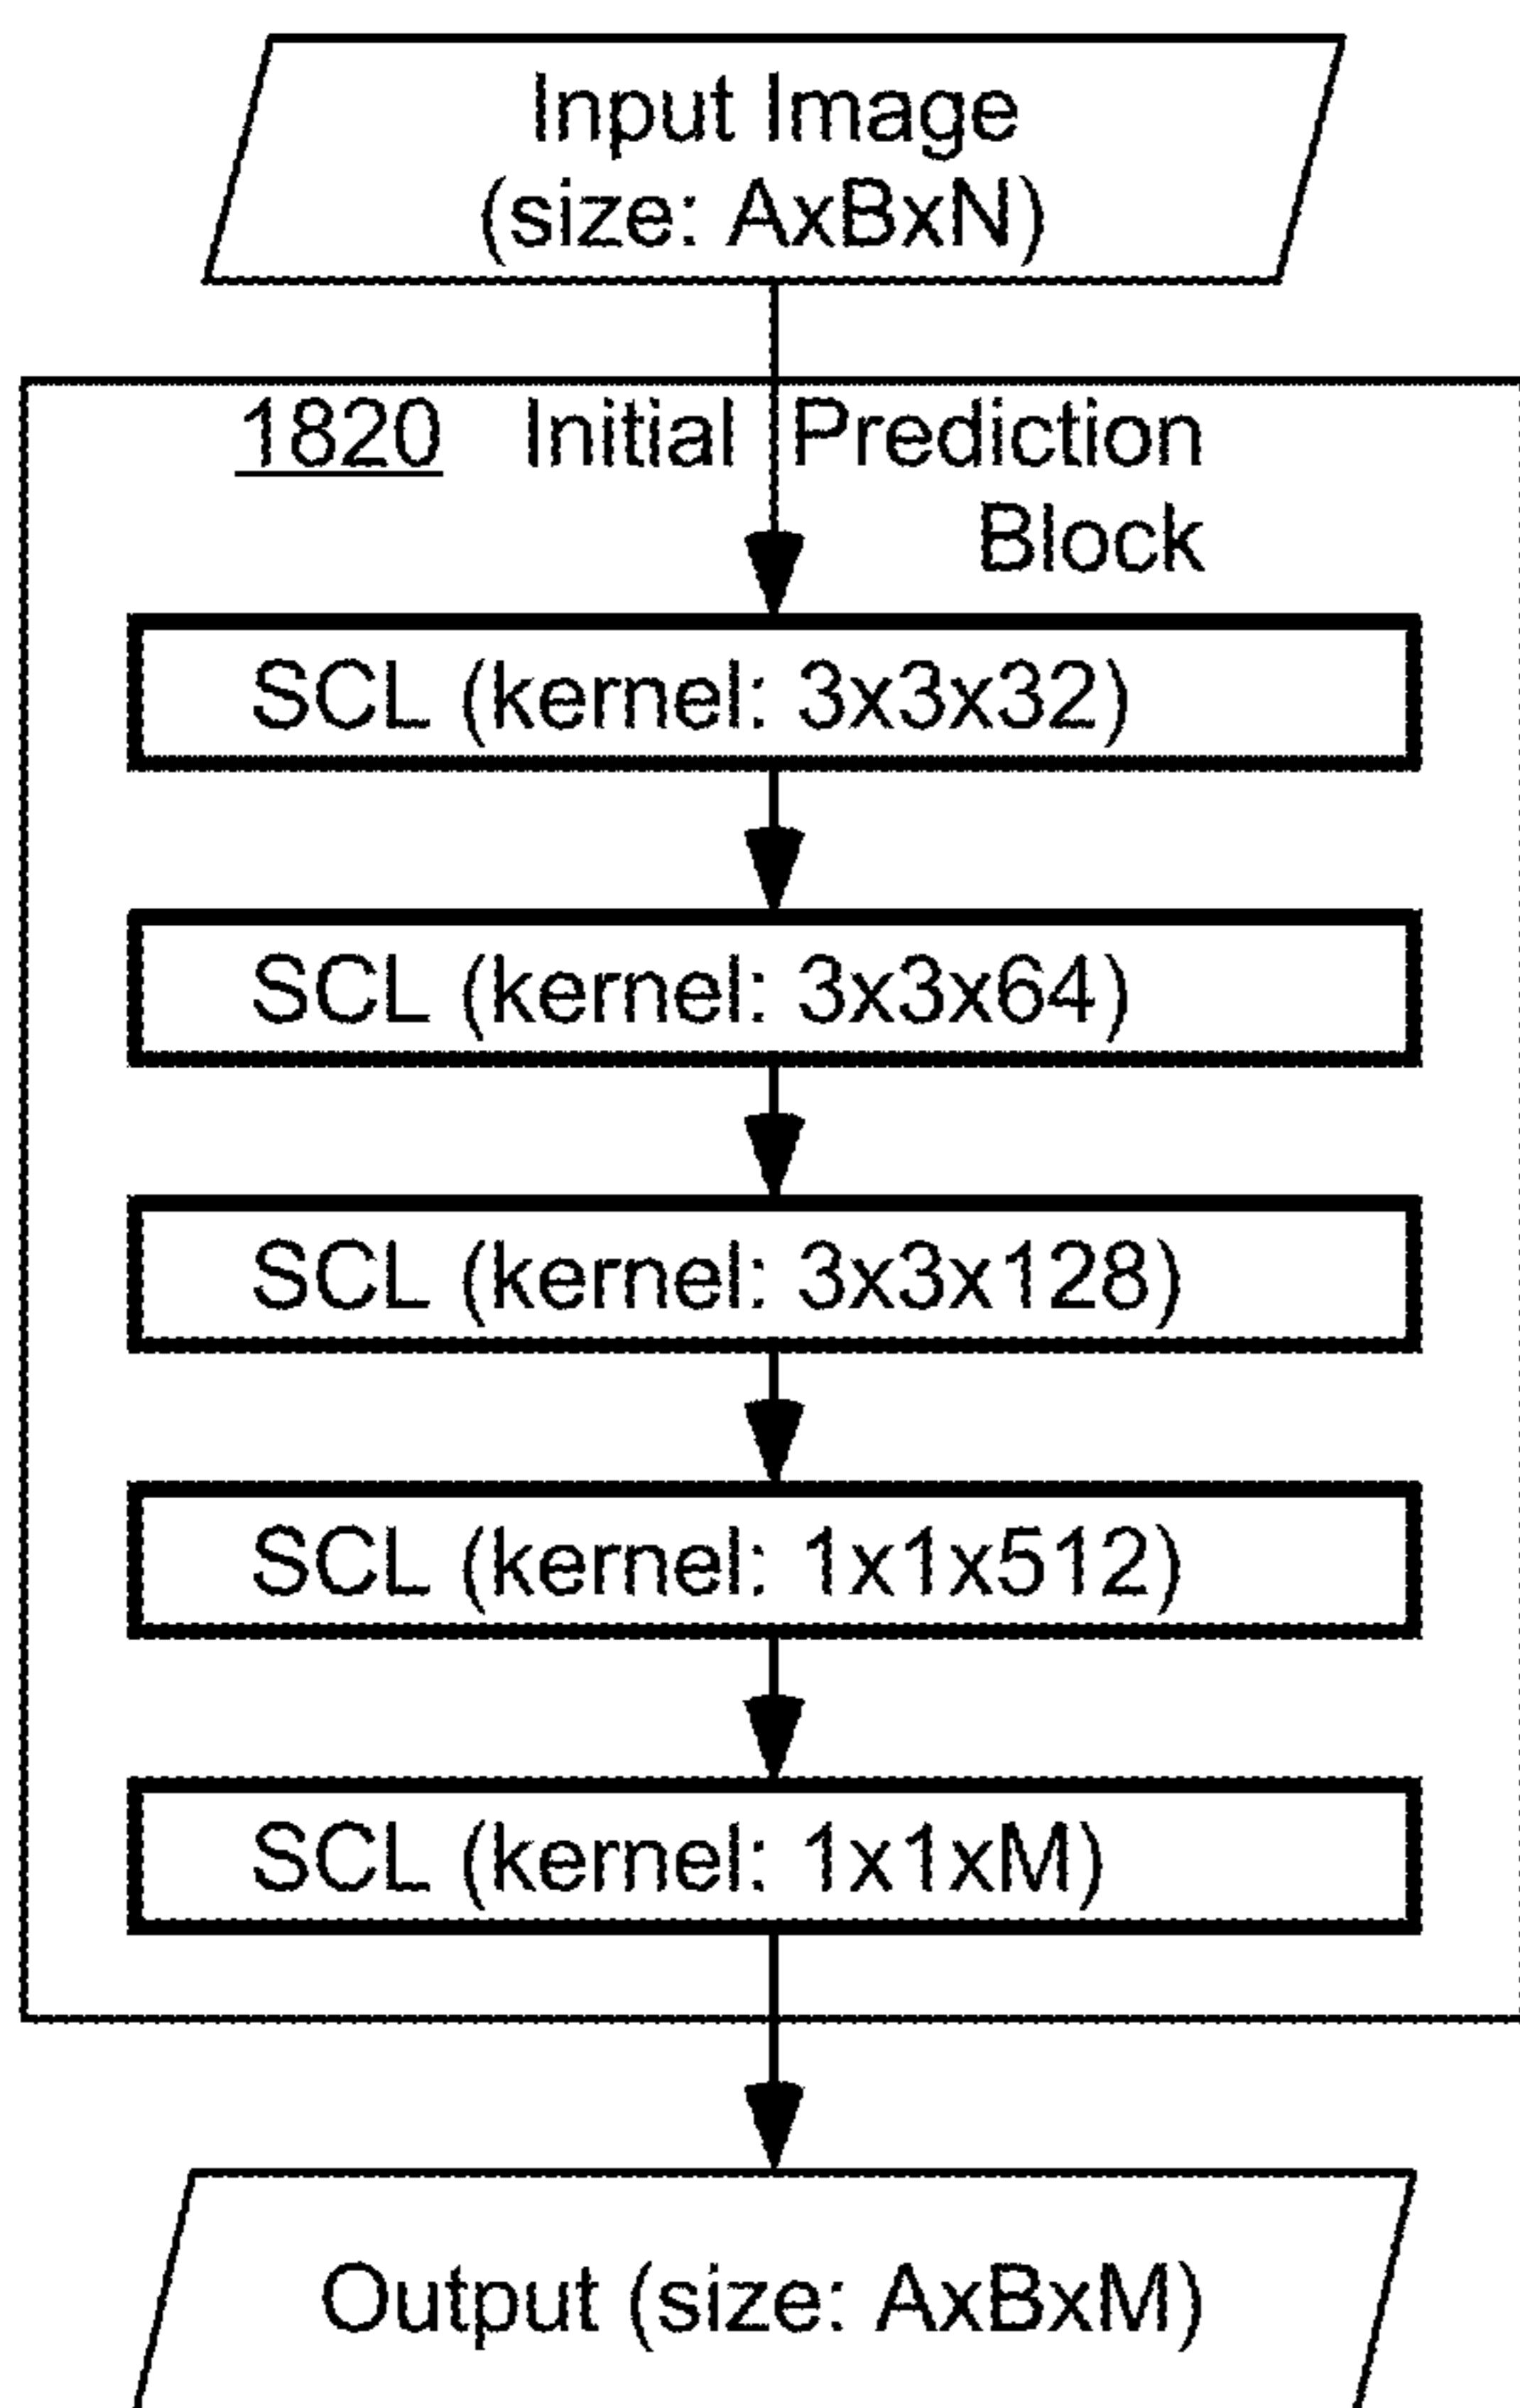 Input Image
(size: AxBxN)
1820 Initial Prediction
Block
SCL (kernel: 3x3x32)
SCL (kernel: 3x3x64)
SCL (kernel: 3x3x128)
SCL (kernel: 1x1x512)
SCL (kernel: 1x1xM)
Output (size: AxBxM)